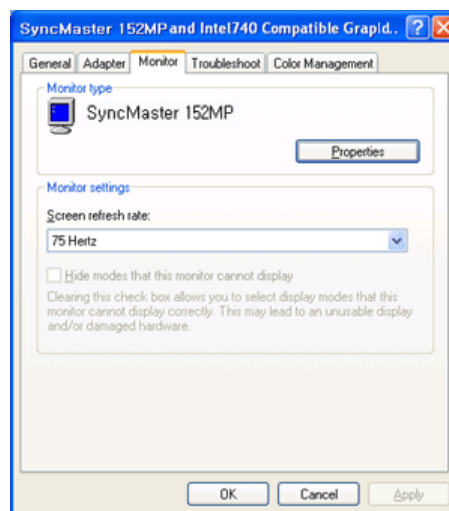 SyncMaster 152MP and Intel740 Compatible Grapld..
General Adapter Monitor Troubleshoot Color Management
Monitor type
SyncMaster 152MP
Properties
Monitor settings
Screen refresh rate:
75 Hertz
Hide modes that this monitor cannot display
Clearing this check box allows you to select display modes that this
monitor cannot display correctly. This may lead to an unusable display
and/or damaged hardware.
OK Cancel Apply